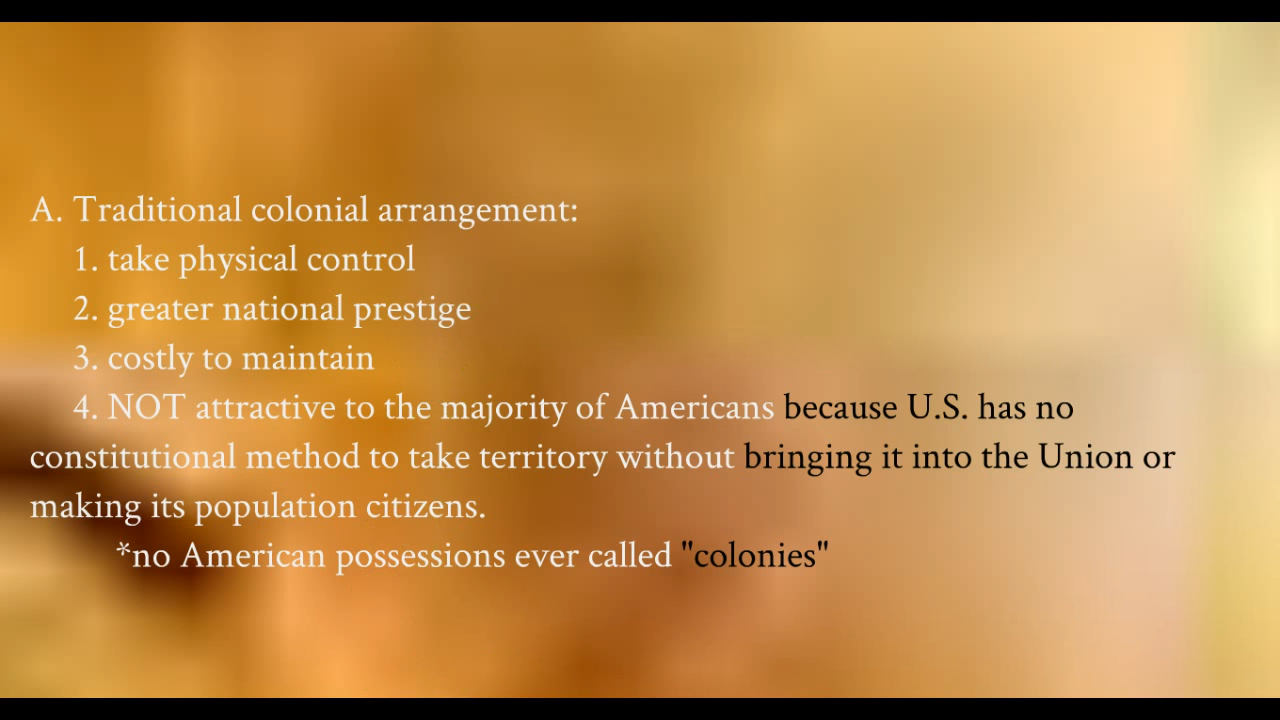 A. Traditional colonial arrangement:
1. take physical control
2. greater national prestige
3. costly to maintain
4. NOT attractive to the majority of Americans because U.S. has no
constitutional method to take territory without bringing it into the Union or
making its population citizens.
*no American possessions ever called "colonies"